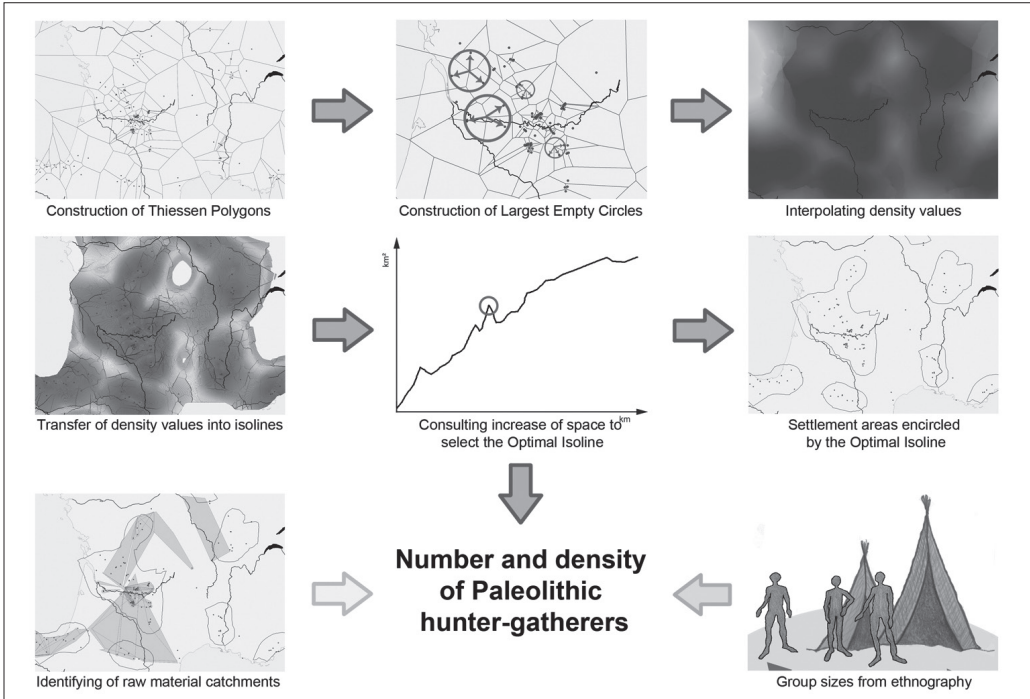 Construction of Thiessen Polygons
Construction of Largest Empty Circles
Interpolating density values
Transfer of density values into isolines
km²
km
Consulting increase of space to
select the Optimal Isoline
Settlement areas encircled
by the Optimal Isoline
Identifying of raw material catchments
Number and density
of Paleolithic
hunter-gatherers
Group sizes from ethnography